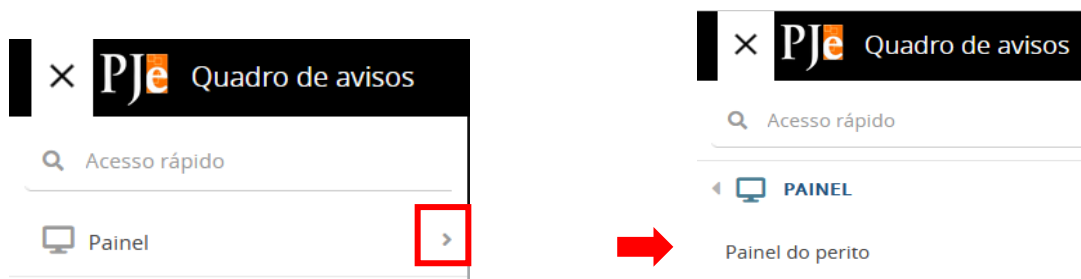 PJe Quadro de avisos
Acesso rápido
Painel
PJe Quadro de avisos
Acesso rápido
PAINEL
Painel do perito